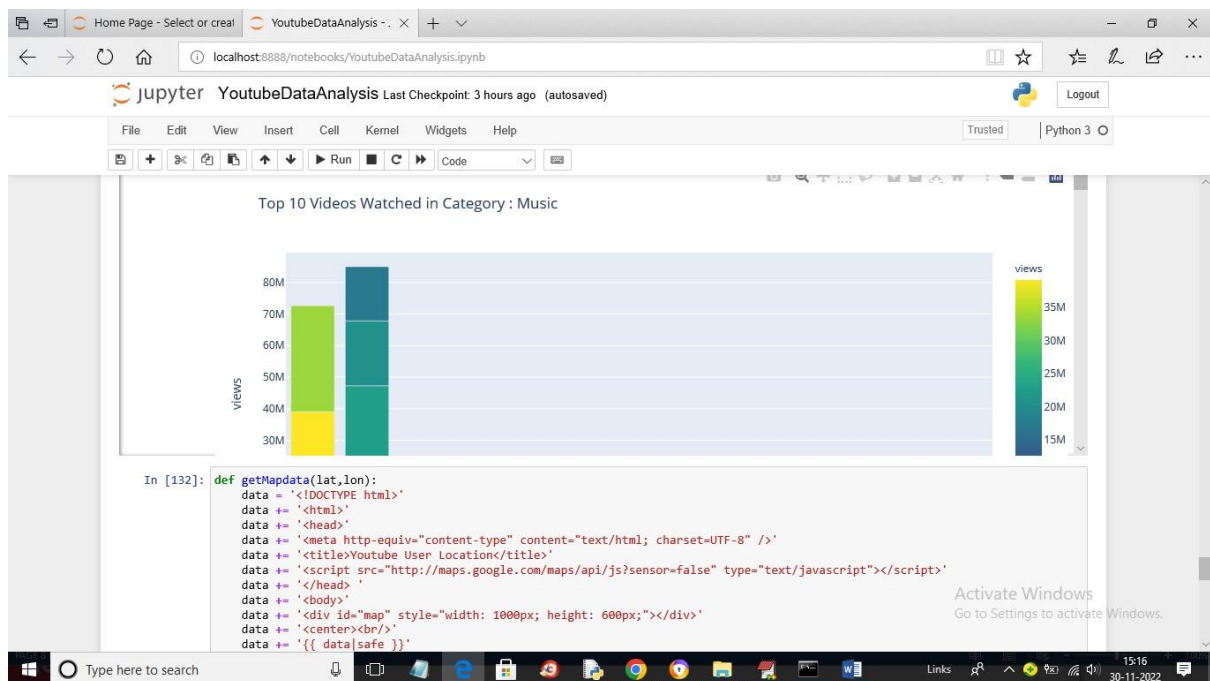 Home Page - Select or creat
YoutubeDataAnalysis - .
localhost:8888/notebooks/YoutubeDataAnalysis.ipynb
jupyter YoutubeDataAnalysis Last Checkpoint: 3 hours ago (autosaved)
Logout
File Edit View Insert Cell Kernel Widgets Help
Trusted
Python 3
Run
Code
Top 10 Videos Watched in Category : Music
views
80M
70M
60M
50M
40M
30M
views
35M
30M
25M
20M
15M
In [132]: def getMapdata(lat,lon):
data = '<!DOCTYPE html>'
data += '<html>'
data += '<head>'
data += '<meta http-equiv="content-type" content="text/html; charset=UTF-8" />'
data += '<title>Youtube User Location</title>'
data += '<script src="http://maps.google.com/maps/api/js?sensor=false" type="text/javascript"></script>'
data += '</head> '
data += '<body>'
data += '<div id="map" style="width: 1000px; height: 600px;"></div>'
data += '<center><br/>'
data += '{{ data|safe }}'
Activate Windows
Go to Settings to activate Windows.
Type here to search
Links
15:16
30-11-2022